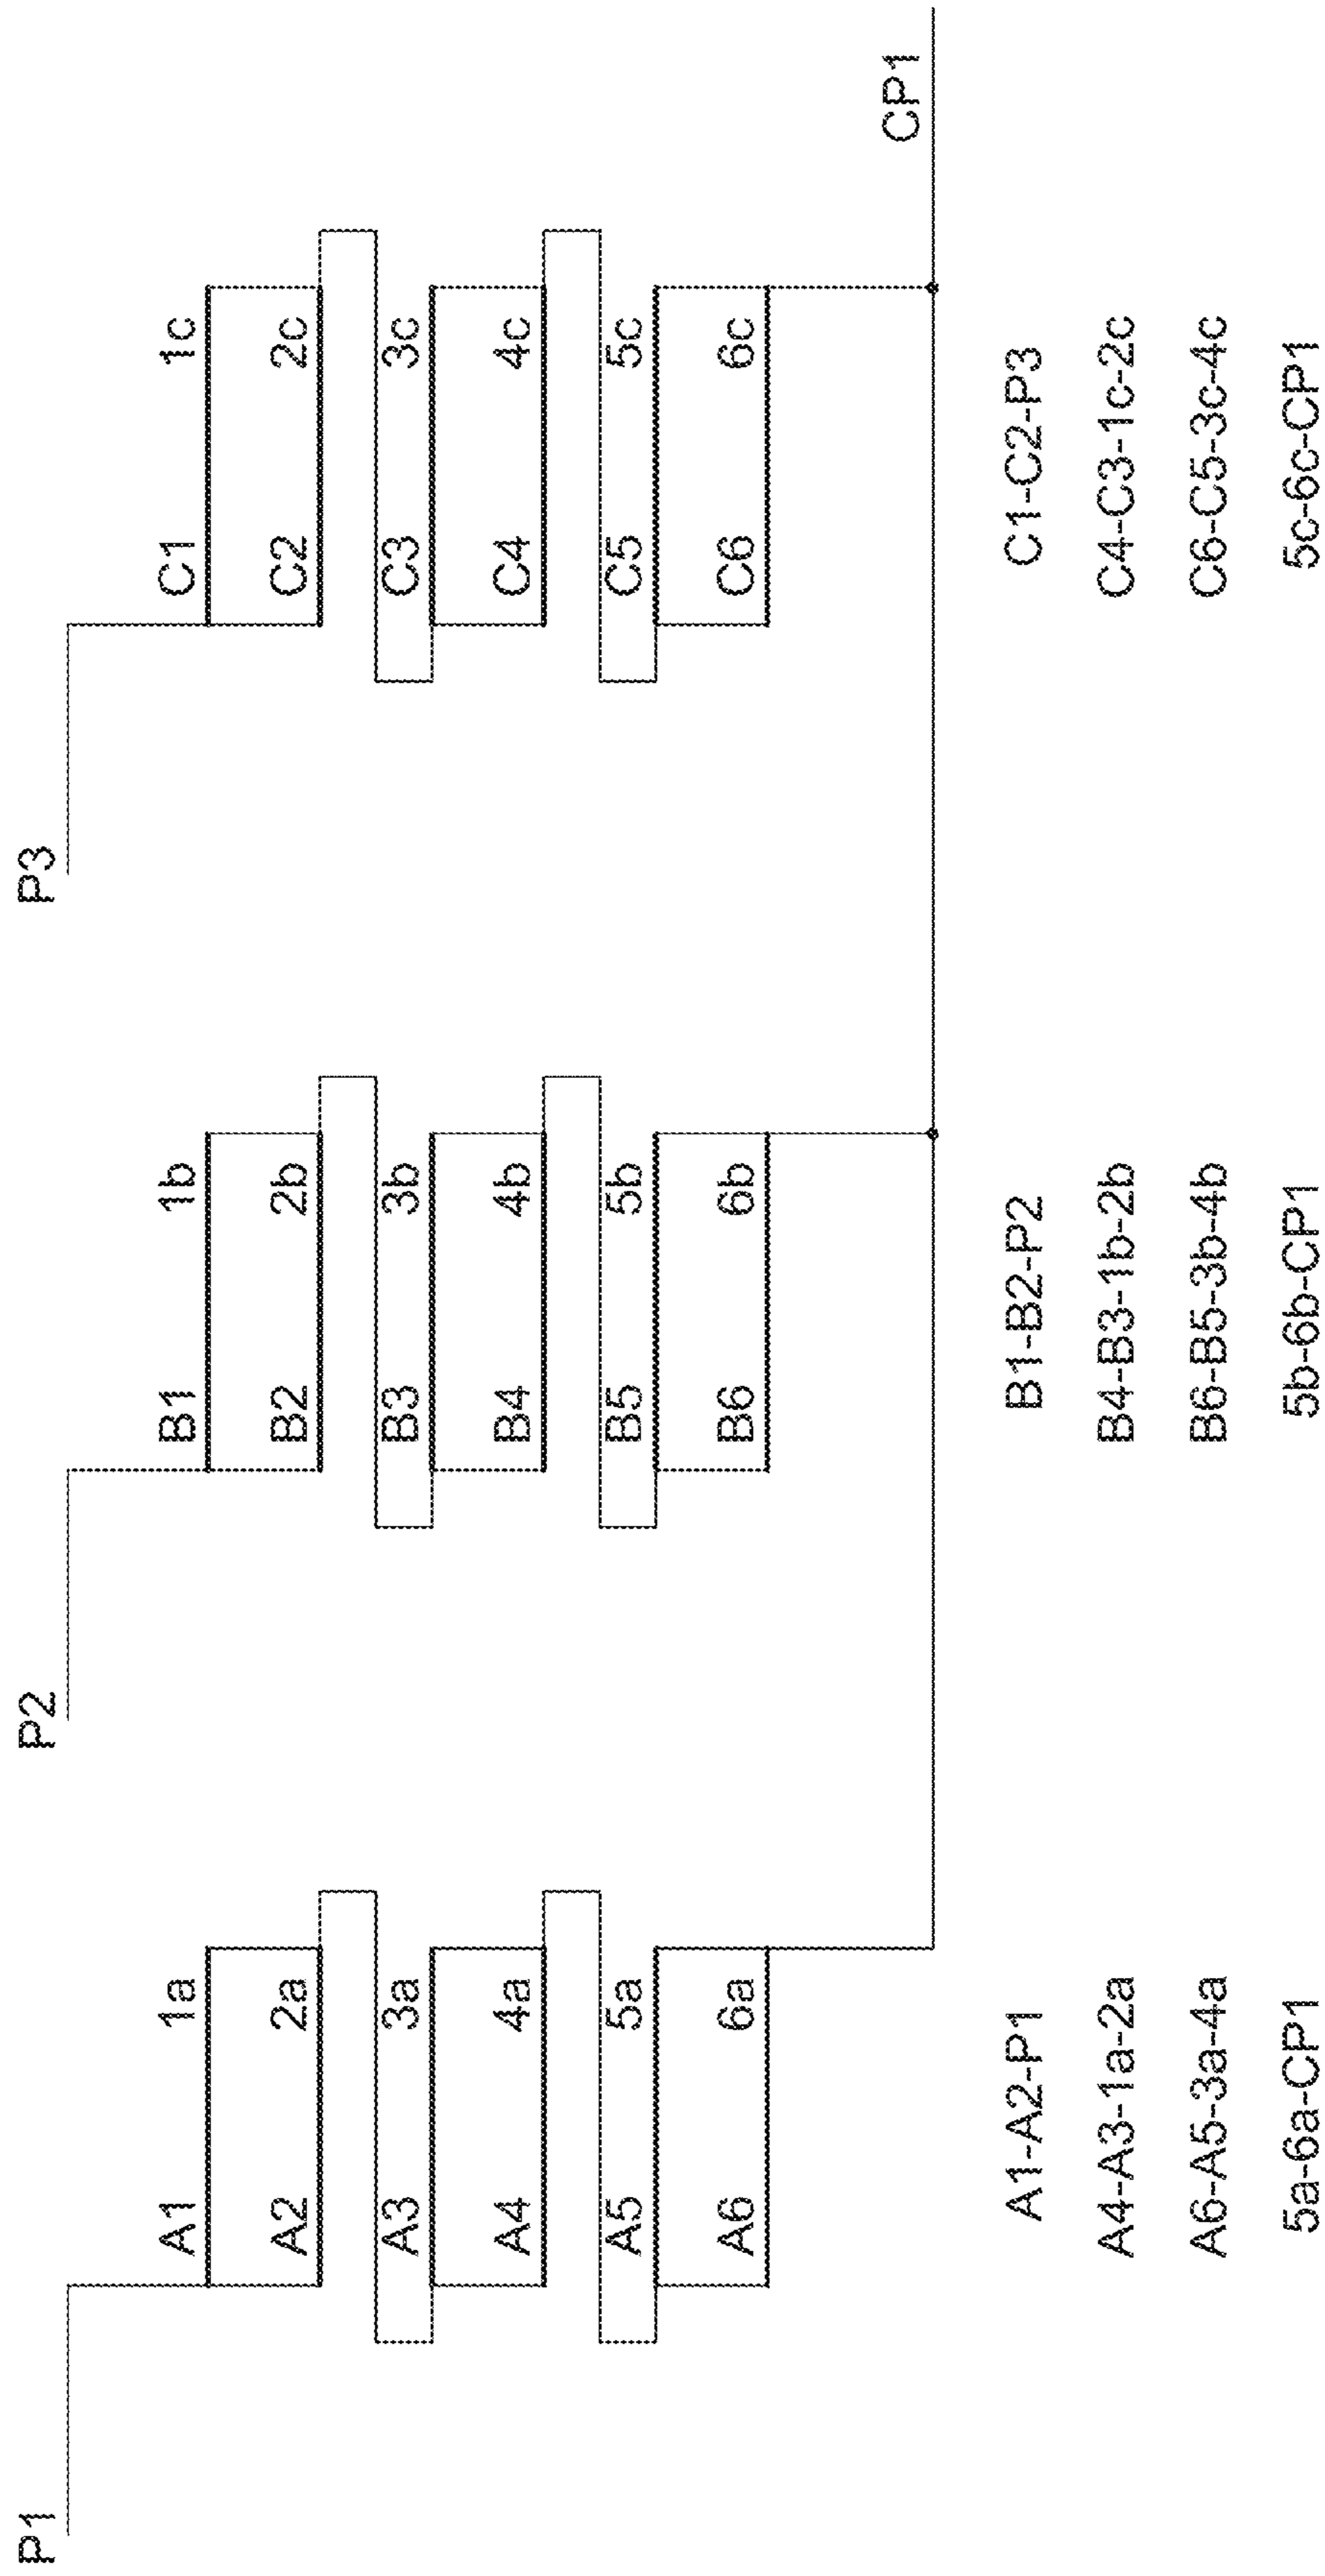 P1 P2 P3
A1 1a B1 1b C1 1c
A2 2a B2 2b C2 2c
A3 3a B3 3b C3 3c
A4 4a B4 4b C4 4c
A5 5a B5 5b C5 5c
A6 6a B6 6b C6 6c
CP1
A1-A2-P1 B1-B2-P2 C1-C2-P3
A4-A3-1a-2a B4-B3-1b-2b C4-C3-1c-2c
A6-A5-3a-4a B6-B5-3b-4b C6-C5-3c-4c
5a-6a-CP1 5b-6b-CP1 5c-6c-CP1